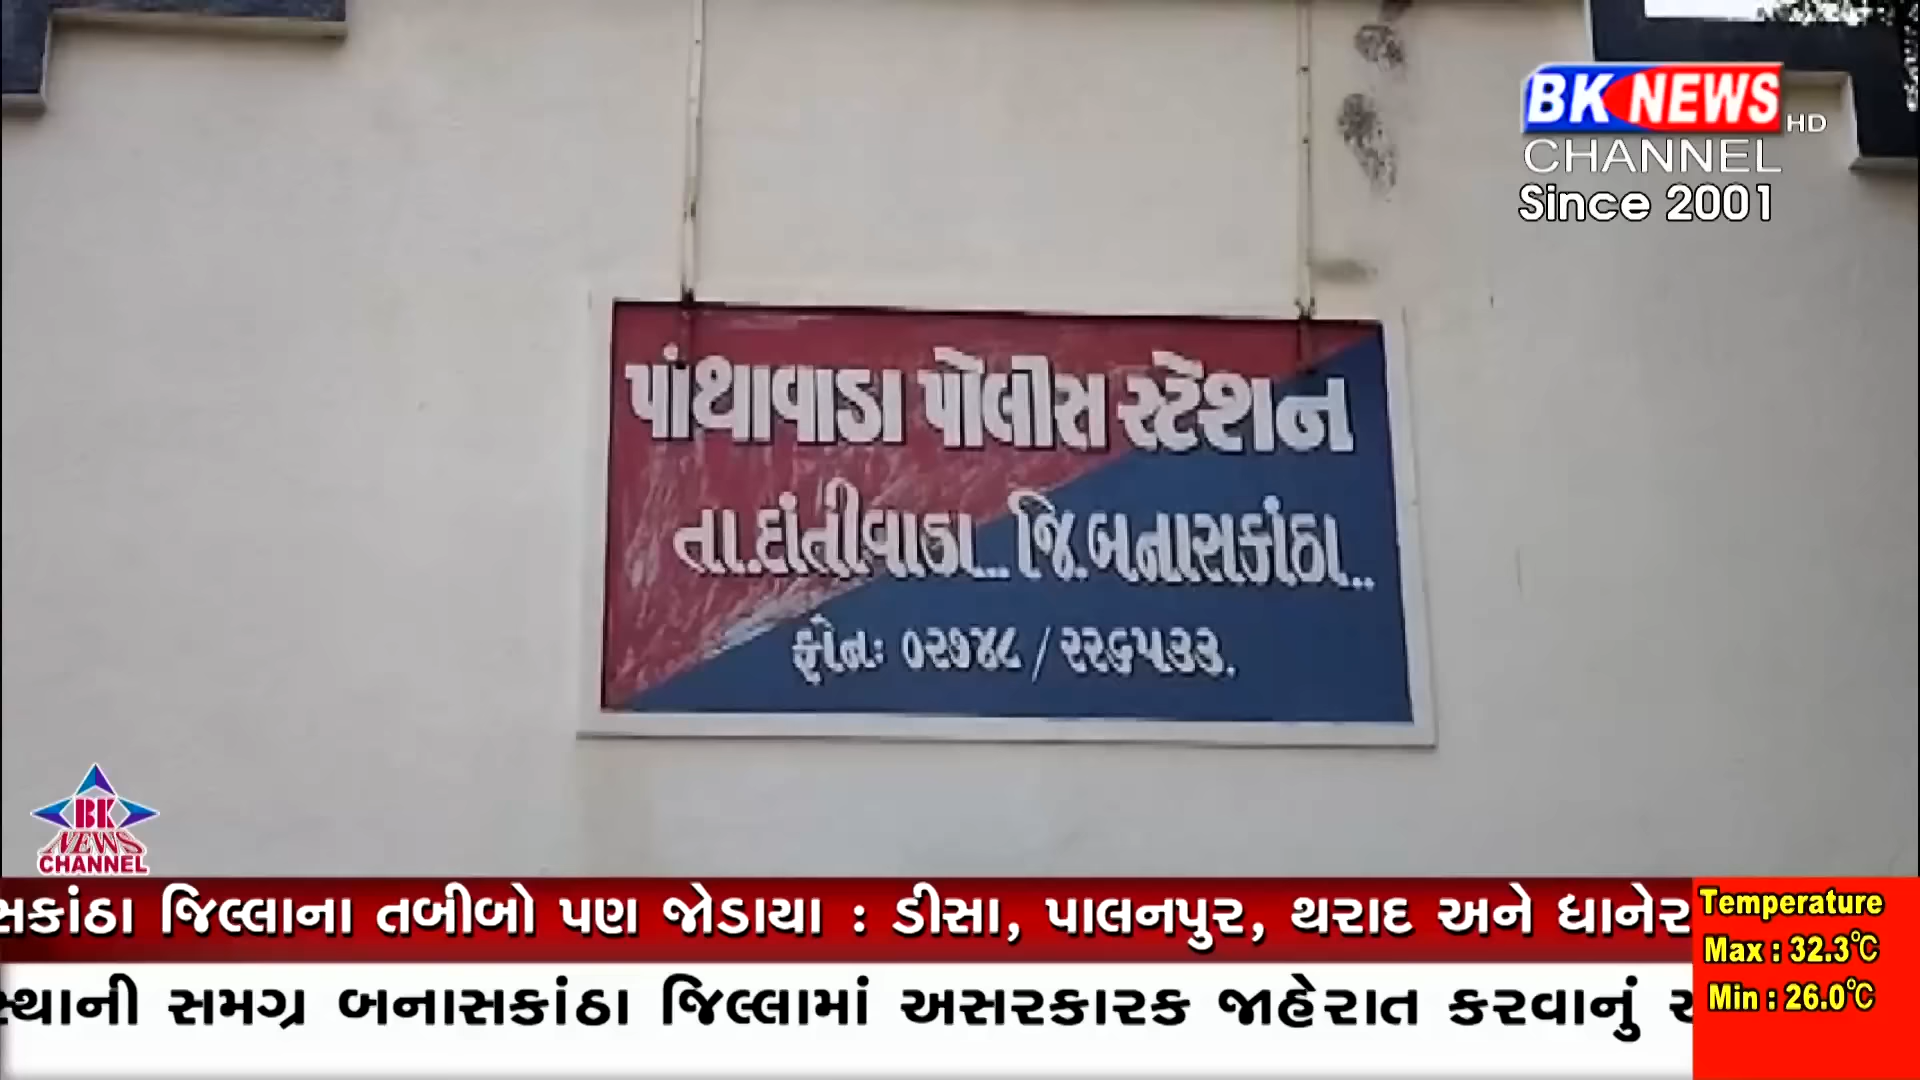 BK NEWS HD
CHANNEL
Since 2001
પાંથાવાડા પોલીસ સ્ટેશન
તા.દાંતીવાડા..જિ.બનાસકાંઠા..
ફોનઃ ૦૨૭૪૮ / ૨૨૬૫૩૩.
BK
NEWS
CHANNEL
સકાંઠા જિલ્લાના તબીબો પણ જોડાયા : ડીસા, પાલનપુર, થરાદ અને ધાનેર
સ્થાની સમગ્ર બનાસકાંઠા જિલ્લામાં અસરકારક જાહેરાત કરવાનું
Temperature
Max : 32.3℃
Min : 26.0℃